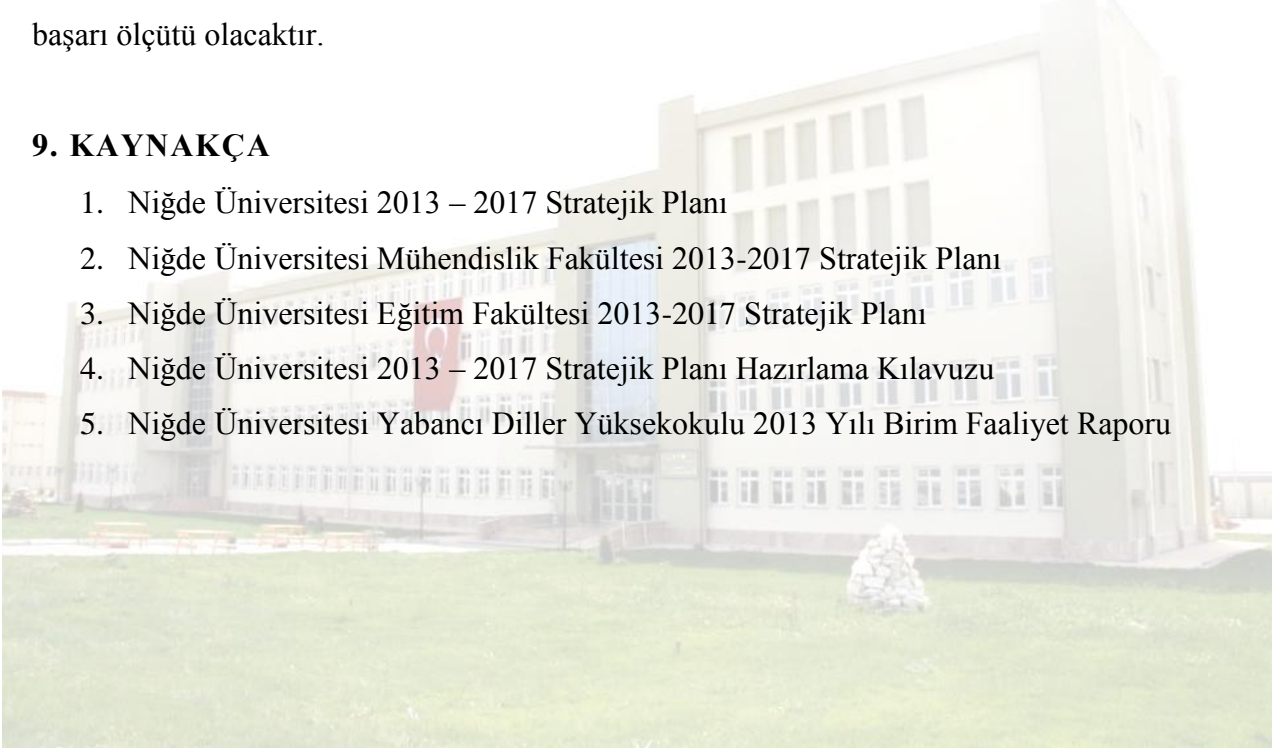 başarı ölçütü olacaktır.
9. KAYNAKÇA
1. Niğde Üniversitesi 2013 – 2017 Stratejik Planı
2. Niğde Üniversitesi Mühendislik Fakültesi 2013-2017 Stratejik Planı
3. Niğde Üniversitesi Eğitim Fakültesi 2013-2017 Stratejik Planı
4. Niğde Üniversitesi 2013 – 2017 Stratejik Planı Hazırlama Kılavuzu
5. Niğde Üniversitesi Yabancı Diller Yüksekokulu 2013 Yılı Birim Faaliyet Raporu